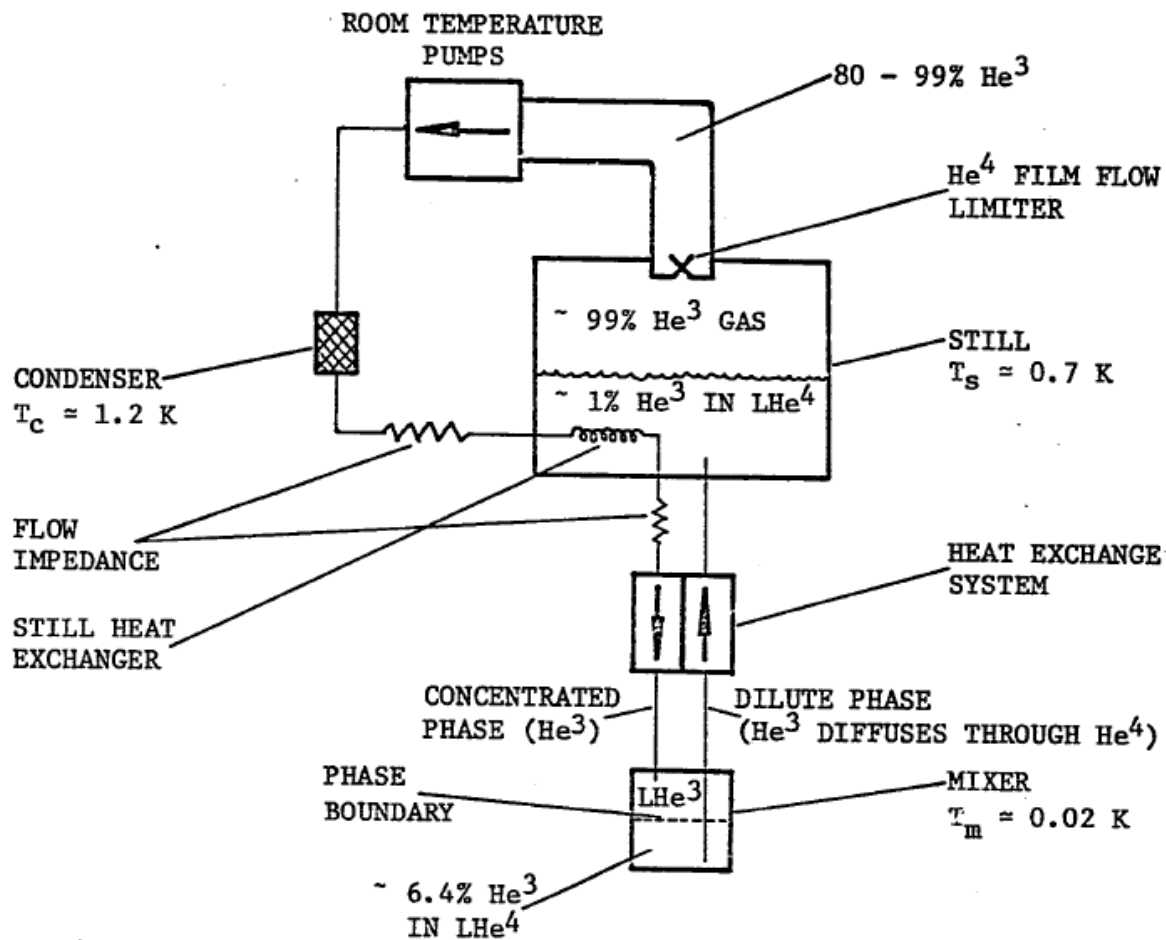 ROOM TEMPERATURE
PUMPS
80 - 99% He³
He⁴ FILM FLOW
LIMITER
~ 99% He³ GAS
STILL
Tₛ ≃ 0.7 K
CONDENSER
T_c ≃ 1.2 K
~ 1% He³ IN LHe⁴
FLOW
IMPEDANCE
HEAT EXCHANGE
SYSTEM
STILL HEAT
EXCHANGER
CONCENTRATED
PHASE (He³)
DILUTE PHASE
(He³ DIFFUSES THROUGH He⁴)
PHASE
BOUNDARY
LHe³
MIXER
Tₘ ≃ 0.02 K
~ 6.4% He³
IN LHe⁴